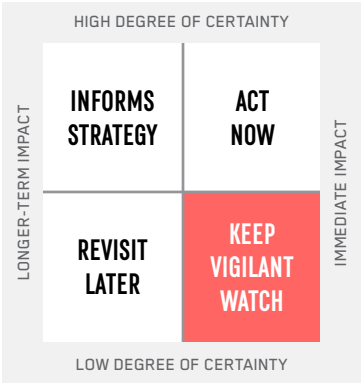 HIGH DEGREE OF CERTAINTY
LONGER-TERM IMPACT
INFORMS
STRATEGY
ACT
NOW
IMMEDIATE IMPACT
REVISIT
LATER
KEEP
VIGILANT
WATCH
LOW DEGREE OF CERTAINTY